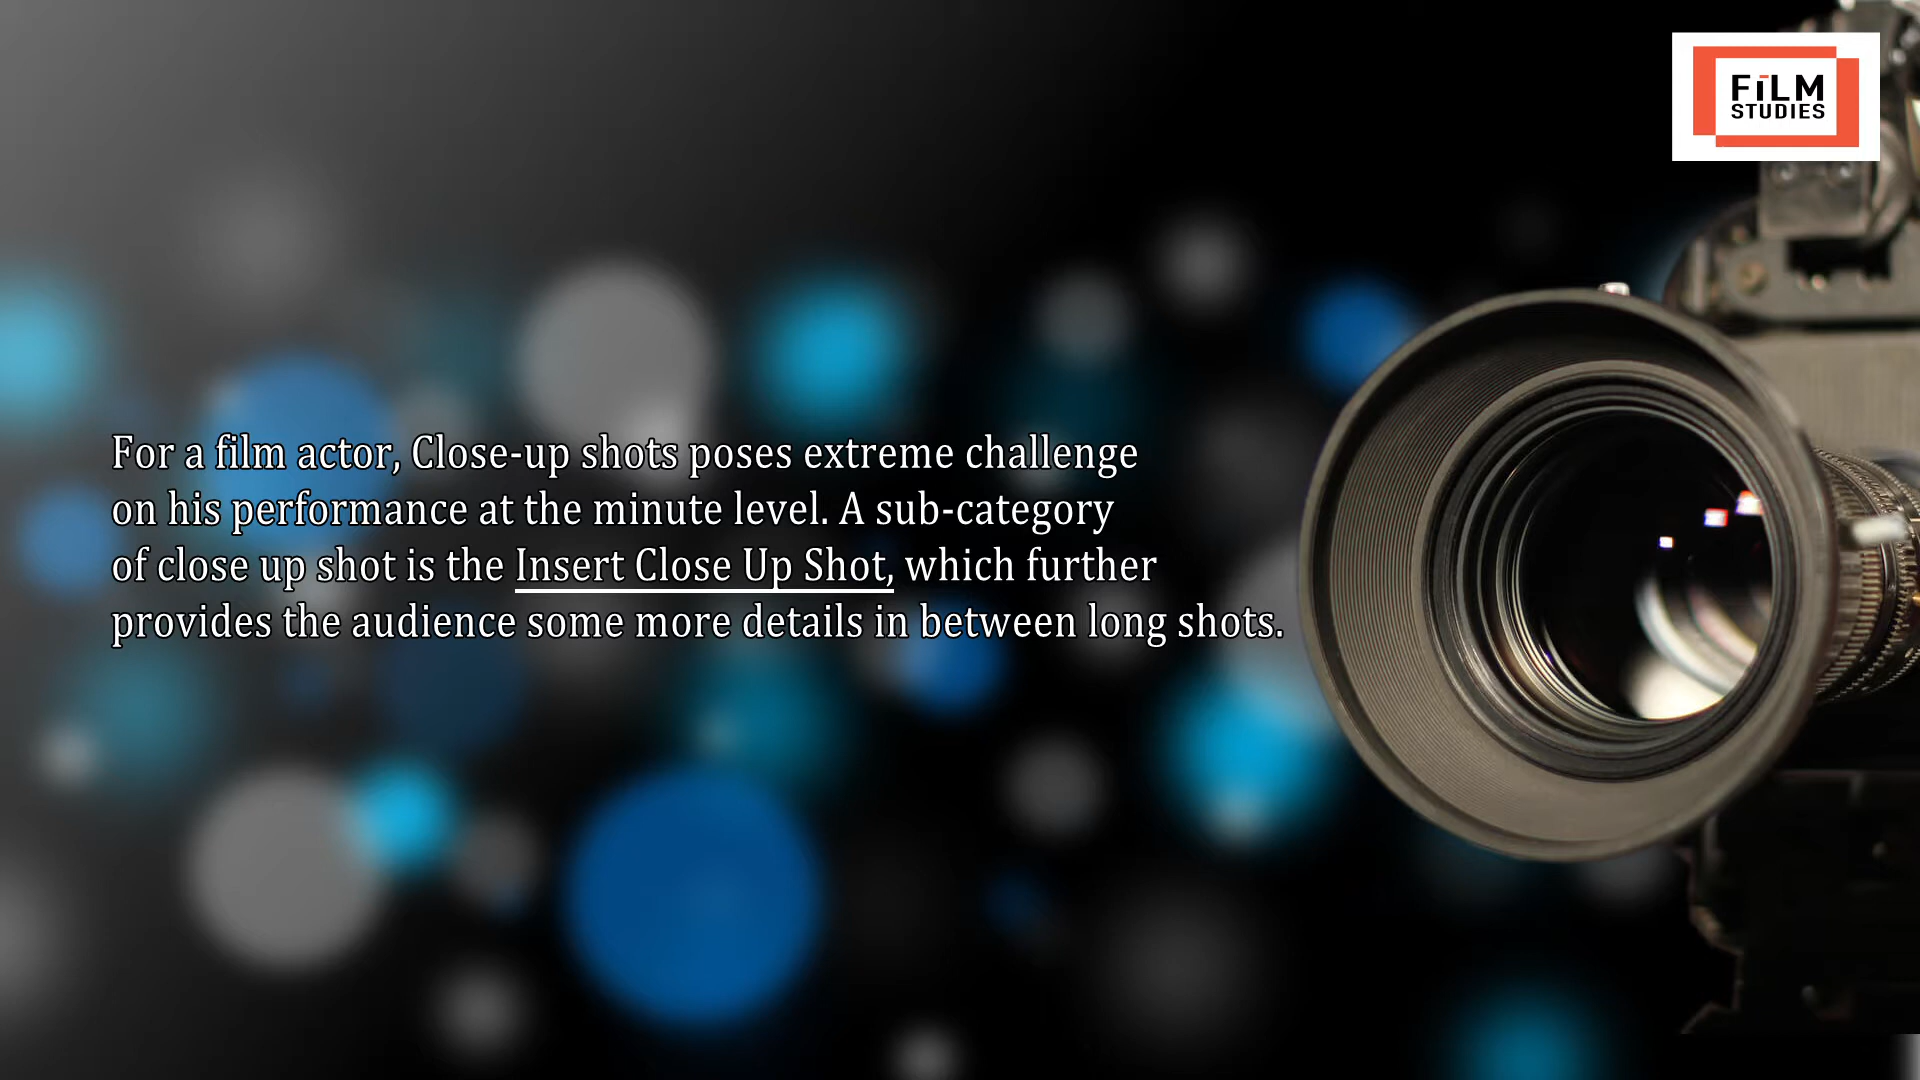 FiLM
STUDIES
For a film actor, Close-up shots poses extreme challenge
on his performance at the minute level. A sub-category
of close up shot is the Insert Close Up Shot, which further
provides the audience some more details in between long shots.